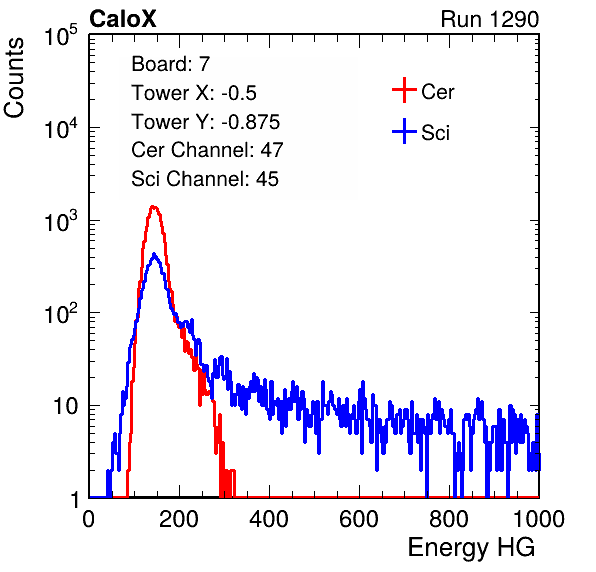 CaloX Run 1290
Counts
10^5
10^4
10^3
10^2
10
1
Board: 7
Tower X: -0.5
Tower Y: -0.875
Cer Channel: 47
Sci Channel: 45
Cer
Sci
0 200 400 600 800 1000
Energy HG